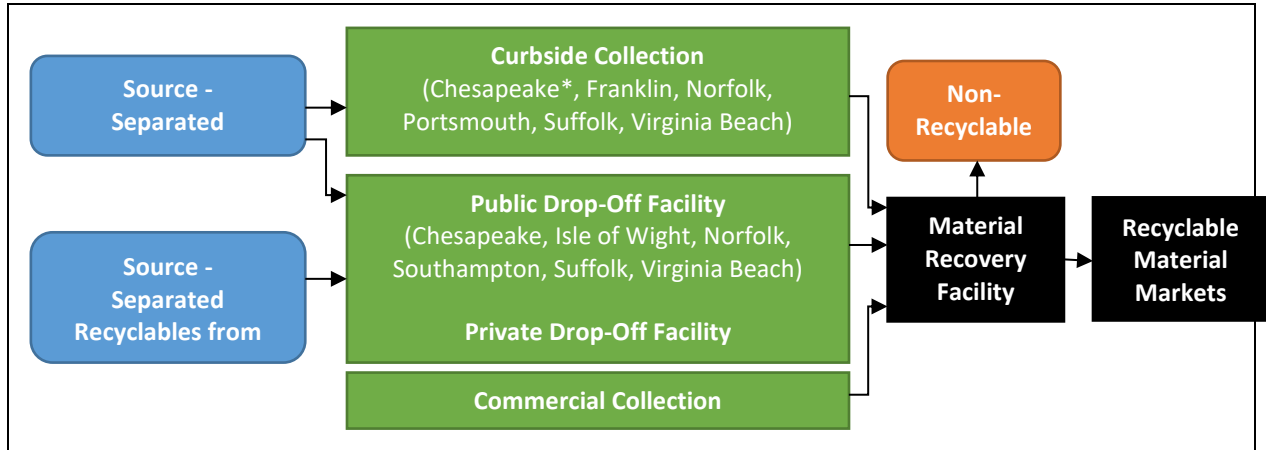 Source -
Separated
Source -
Separated
Recyclables from
Curbside Collection
(Chesapeake*, Franklin, Norfolk,
Portsmouth, Suffolk, Virginia Beach)
Public Drop-Off Facility
(Chesapeake, Isle of Wight, Norfolk,
Southampton, Suffolk, Virginia Beach)
Private Drop-Off Facility
Commercial Collection
Non-
Recyclable
Material
Recovery
Facility
Recyclable
Material
Markets